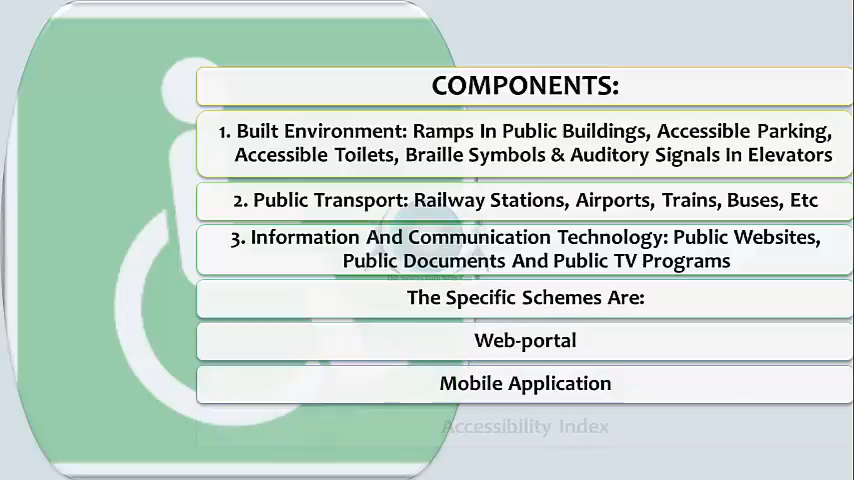 COMPONENTS:
1. Built Environment: Ramps In Public Buildings, Accessible Parking,
Accessible Toilets, Braille Symbols & Auditory Signals In Elevators
2. Public Transport: Railway Stations, Airports, Trains, Buses, Etc
3. Information And Communication Technology: Public Websites,
Public Documents And Public TV Programs
The Specific Schemes Are:
Web-portal
Mobile Application
Accessibility Index